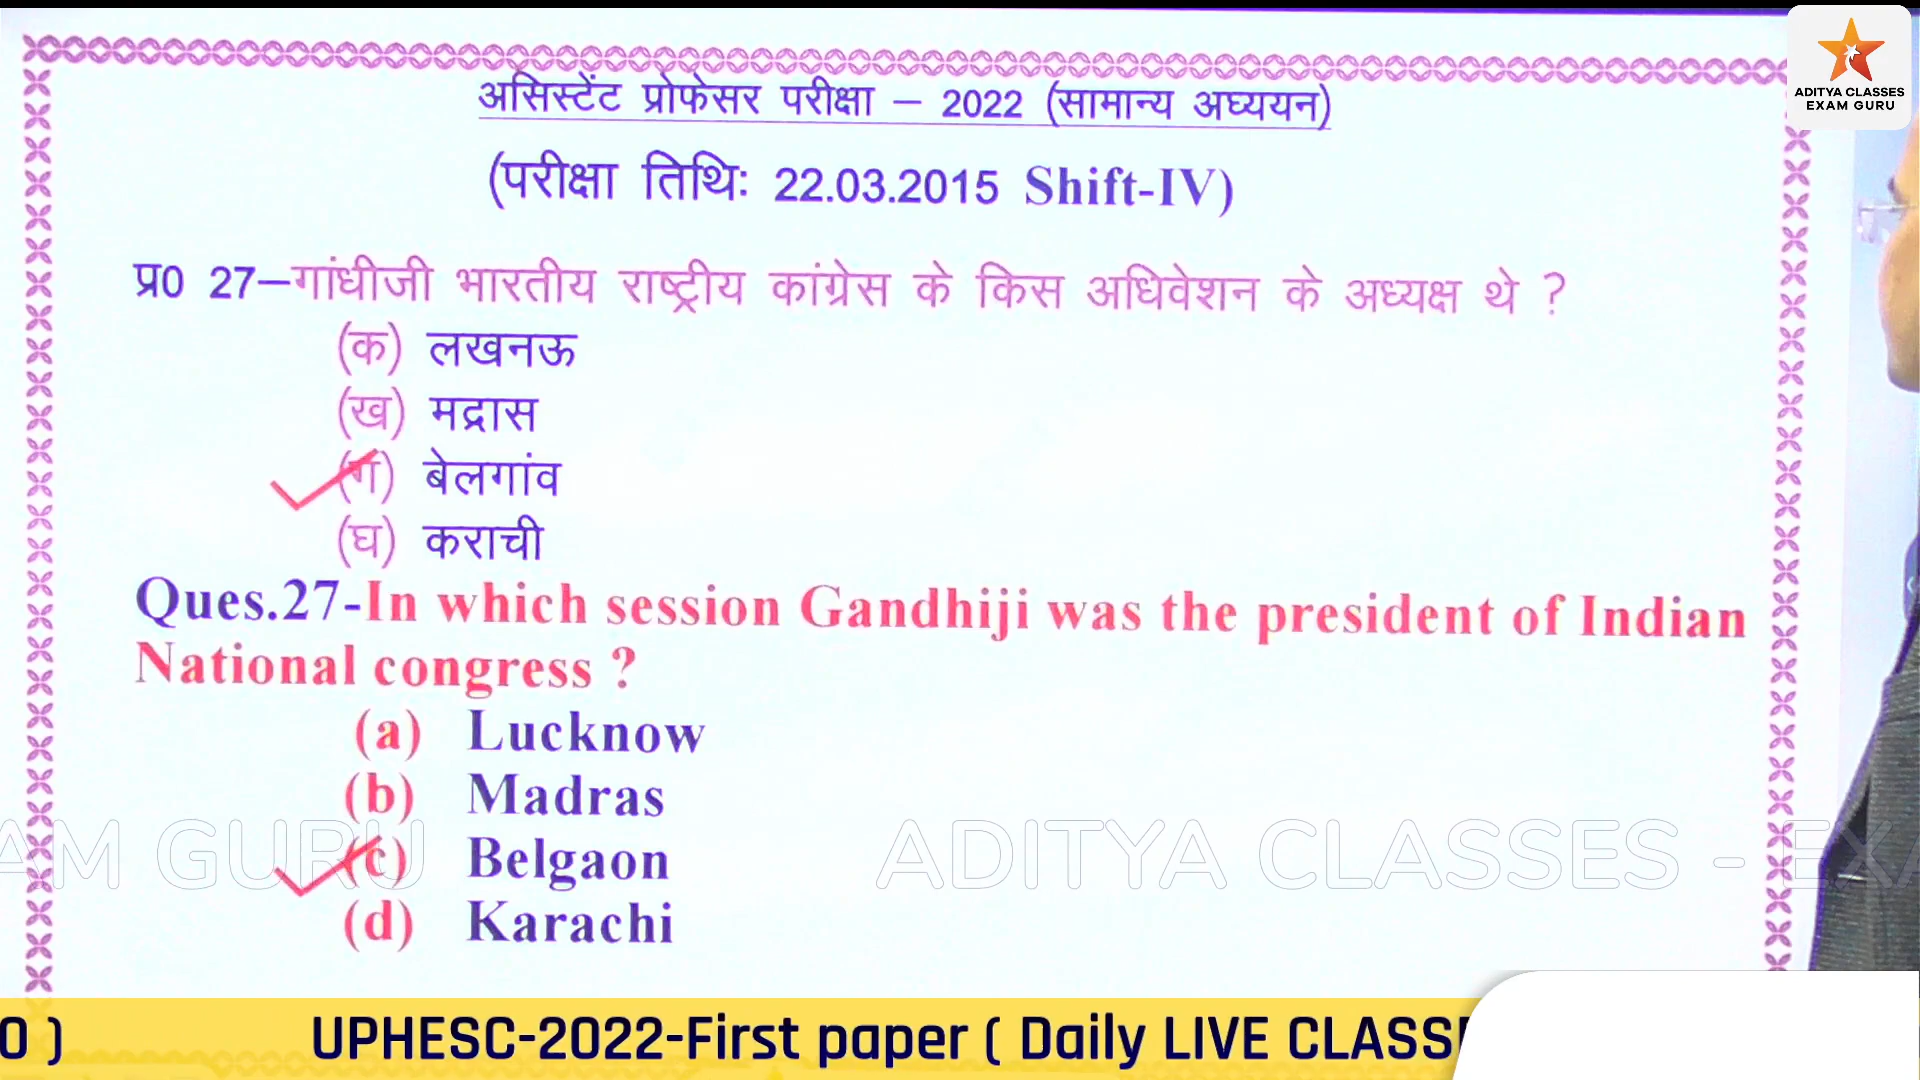 ADITYA CLASSES
EXAM GURU
असिस्टेंट प्रोफेसर परीक्षा – 2022 (सामान्य अघ्ययन)
(परीक्षा तिथिः 22.03.2015 Shift-IV)
प्र0 27–गांधीजी भारतीय राष्ट्रीय कांग्रेस के किस अधिवेशन के अध्यक्ष थे ?
(क) लखनऊ
(ख) मद्रास
(ग) बेलगांव
(घ) कराची
Ques.27-In which session Gandhiji was the president of Indian
National congress ?
(a) Lucknow
(b) Madras
(c) Belgaon
(d) Karachi
AM GURU ADITYA CLASSES - EXA
0 ) UPHESC-2022-First paper ( Daily LIVE CLASSE